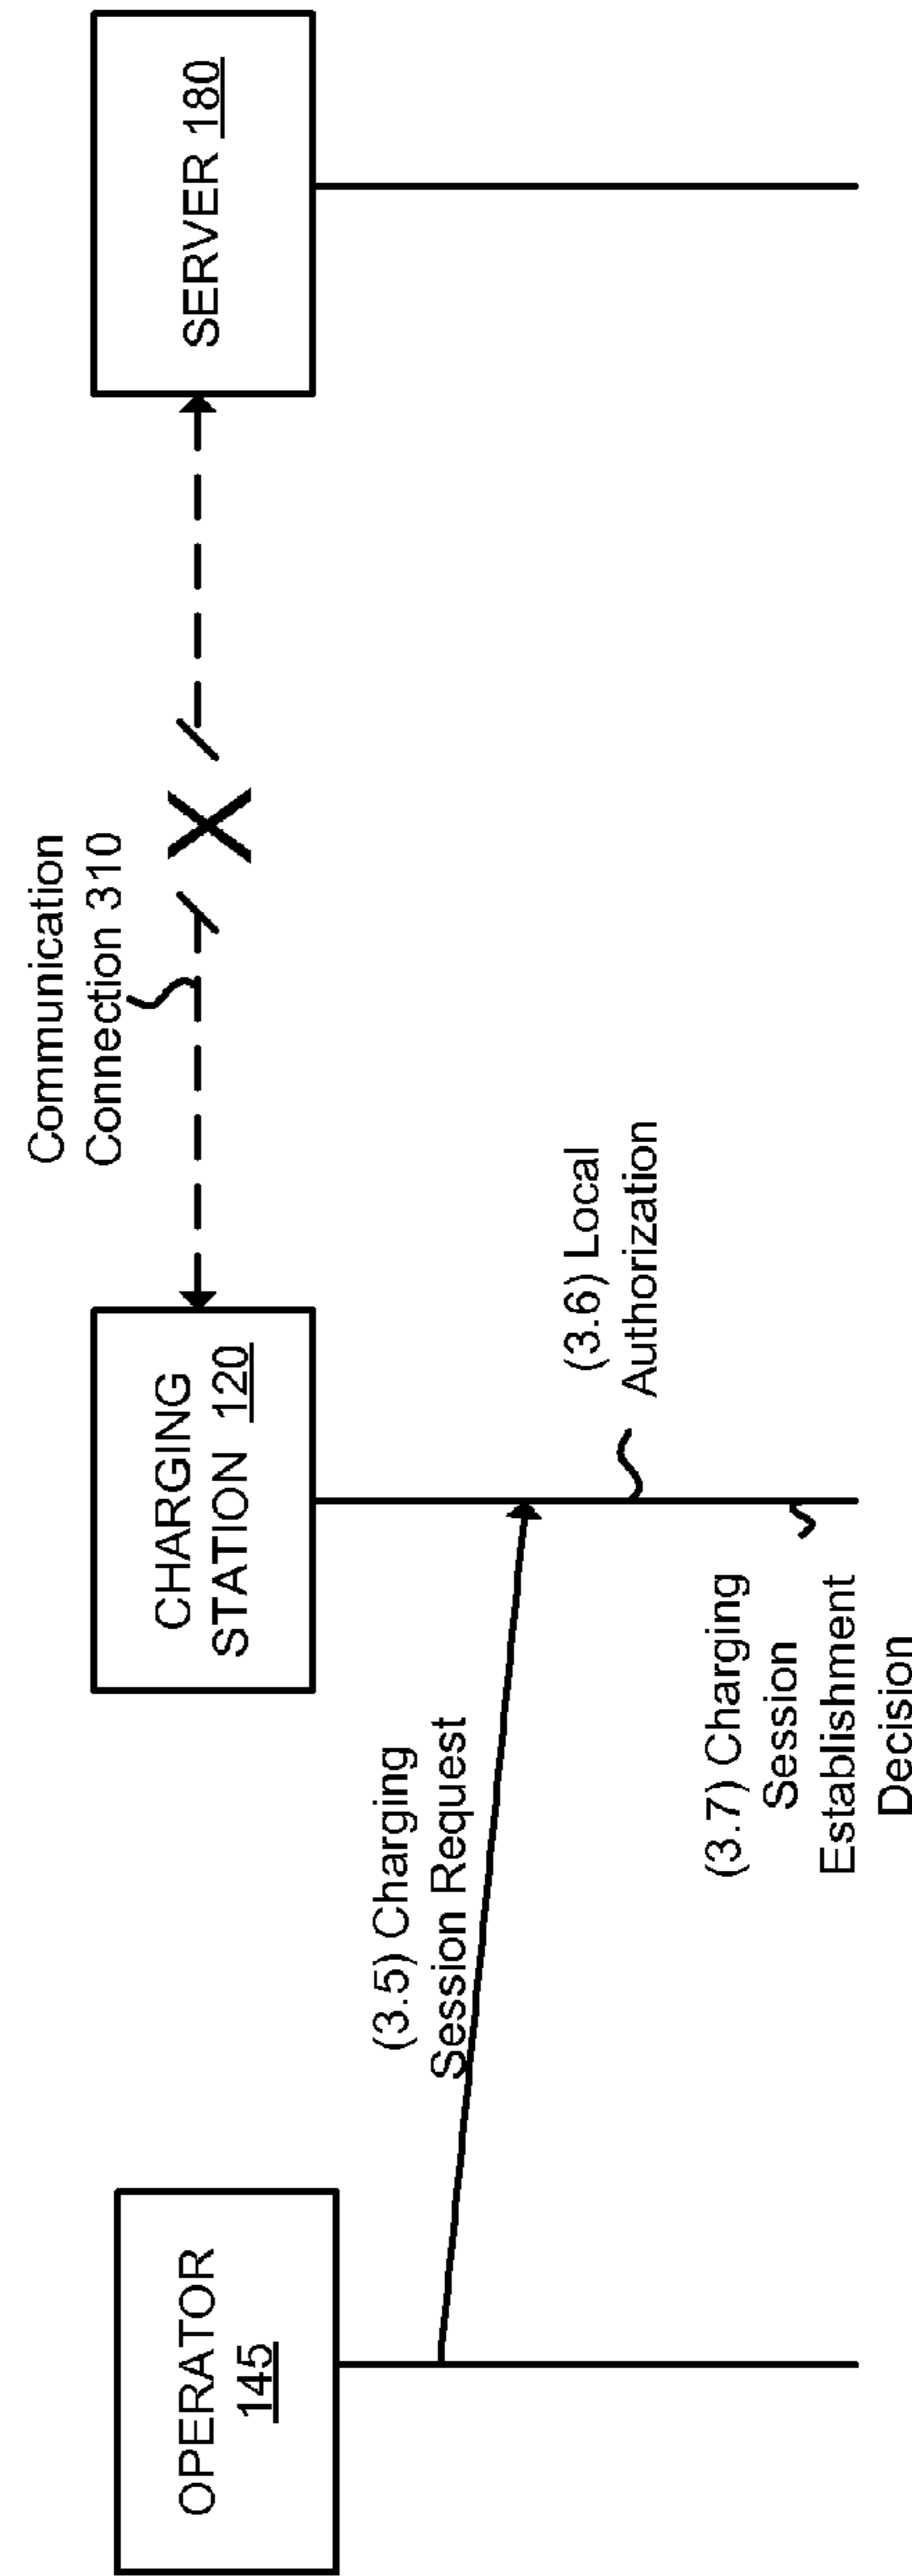 OPERATOR
145
CHARGING
STATION 120
SERVER 180
Communication
Connection 310
X
(3.5) Charging
Session Request
(3.6) Local
Authorization
(3.7) Charging
Session
Establishment
Decision